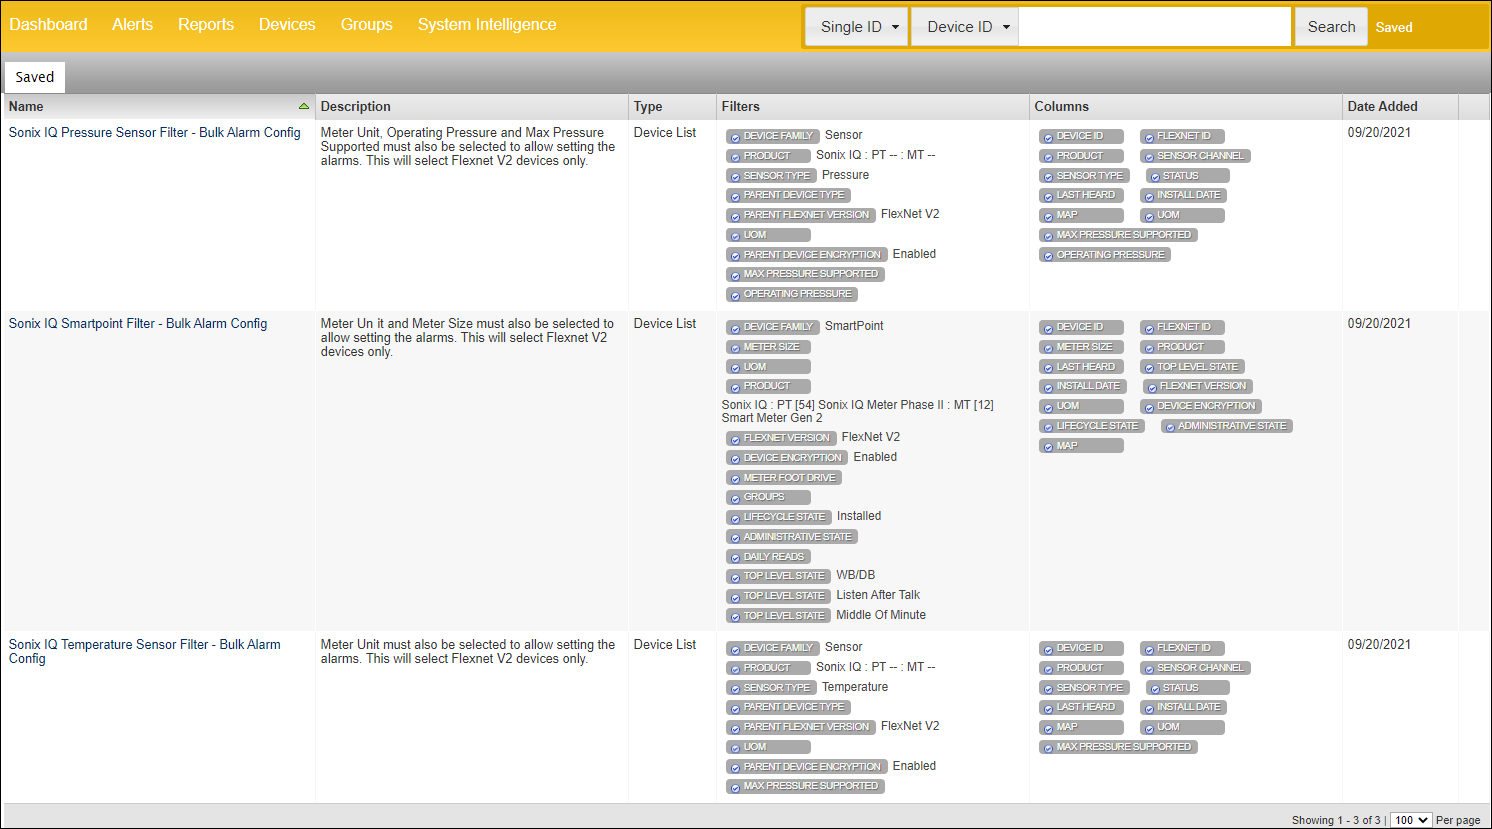 Dashboard Alerts Reports Devices Groups System Intelligence Single ID Device ID Search Saved
Saved
Name Description Type Filters Columns Date Added
Sonix IQ Pressure Sensor Filter - Bulk Alarm Config
Meter Unit, Operating Pressure and Max Pressure
Supported must also be selected to allow setting the
alarms. This will select Flexnet V2 devices only.
Device List
DEVICE FAMILY Sensor
PRODUCT Sonix IQ : PT -- : MT --
SENSOR TYPE Pressure
PARENT DEVICE TYPE
PARENT FLEXNET VERSION FlexNet V2
UOM
PARENT DEVICE ENCRYPTION Enabled
MAX PRESSURE SUPPORTED
OPERATING PRESSURE
DEVICE ID FLEXNET ID
PRODUCT SENSOR CHANNEL
SENSOR TYPE STATUS
LAST HEARD INSTALL DATE
MAP UOM
MAX PRESSURE SUPPORTED
OPERATING PRESSURE
09/20/2021
Sonix IQ Smartpoint Filter - Bulk Alarm Config
Meter Un it and Meter Size must also be selected to
allow setting the alarms. This will select Flexnet V2
devices only.
Device List
DEVICE FAMILY SmartPoint
METER SIZE
UOM
PRODUCT
Sonix IQ : PT [54] Sonix IQ Meter Phase II : MT [12]
Smart Meter Gen 2
FLEXNET VERSION FlexNet V2
DEVICE ENCRYPTION Enabled
METER FOOT DRIVE
GROUPS
LIFECYCLE STATE Installed
ADMINISTRATIVE STATE
DAILY READS
TOP LEVEL STATE WB/DB
TOP LEVEL STATE Listen After Talk
TOP LEVEL STATE Middle Of Minute
DEVICE ID FLEXNET ID
METER SIZE PRODUCT
LAST HEARD TOP LEVEL STATE
INSTALL DATE FLEXNET VERSION
UOM DEVICE ENCRYPTION
LIFECYCLE STATE ADMINISTRATIVE STATE
MAP
09/20/2021
Sonix IQ Temperature Sensor Filter - Bulk Alarm
Config
Meter Unit must also be selected to allow setting the
alarms. This will select Flexnet V2 devices only.
Device List
DEVICE FAMILY Sensor
PRODUCT Sonix IQ : PT -- : MT --
SENSOR TYPE Temperature
PARENT DEVICE TYPE
PARENT FLEXNET VERSION FlexNet V2
UOM
PARENT DEVICE ENCRYPTION Enabled
MAX PRESSURE SUPPORTED
DEVICE ID FLEXNET ID
PRODUCT SENSOR CHANNEL
SENSOR TYPE STATUS
LAST HEARD INSTALL DATE
MAP UOM
MAX PRESSURE SUPPORTED
09/20/2021
Showing 1 - 3 of 3 | 100 Per page